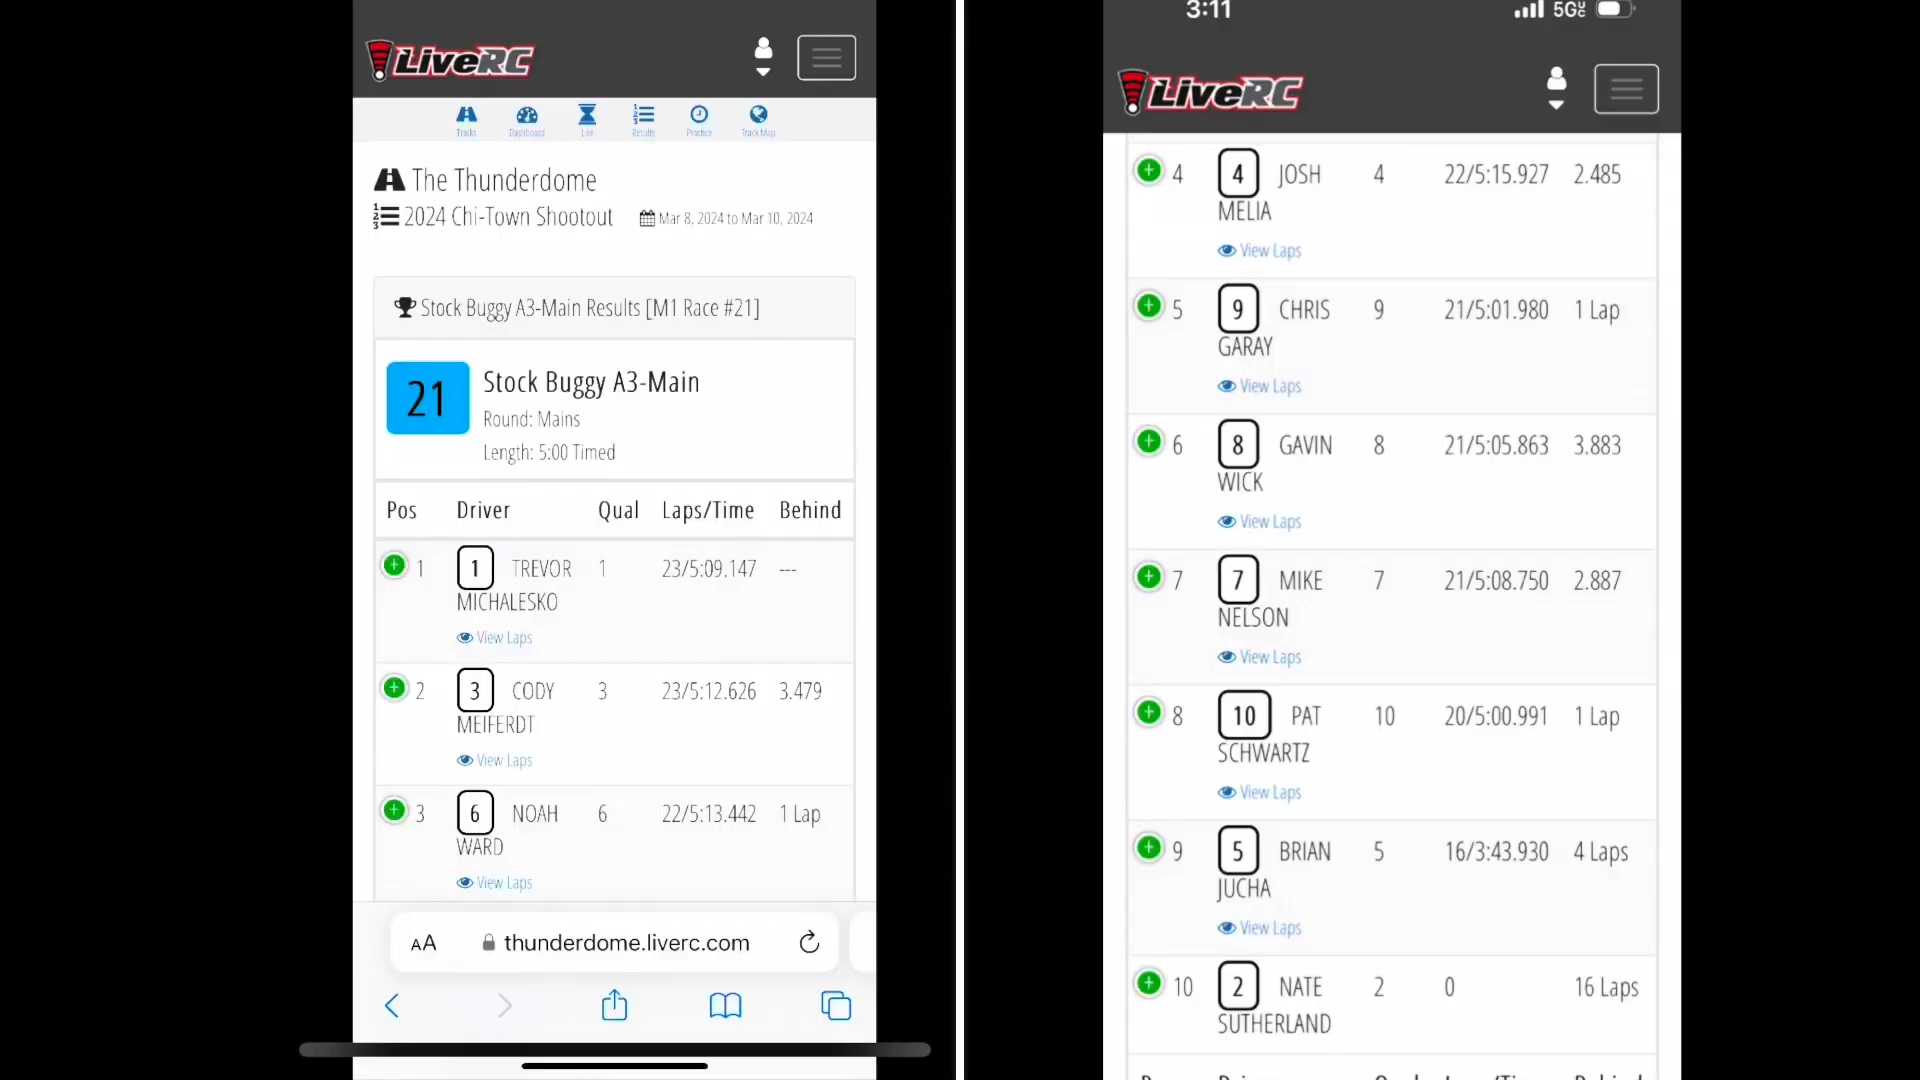 LiveRC
Tracks Dashboard Live Results Practice Track Map
The Thunderdome
2024 Chi-Town Shootout Mar 8, 2024 to Mar 10, 2024
Stock Buggy A3-Main Results [M1 Race #21]
21
Stock Buggy A3-Main
Round: Mains
Length: 5:00 Timed
Pos Driver Qual Laps/Time Behind
1 1 TREVOR 1 23/5:09.147 ---
MICHALESKO
View Laps
2 3 CODY 3 23/5:12.626 3.479
MEIFERDT
View Laps
3 6 NOAH 6 22/5:13.442 1 Lap
WARD
View Laps
AA thunderdome.liverc.com
3:11 5G
LiveRC
4 4 JOSH 4 22/5:15.927 2.485
MELIA
View Laps
5 9 CHRIS 9 21/5:01.980 1 Lap
GARAY
View Laps
6 8 GAVIN 8 21/5:05.863 3.883
WICK
View Laps
7 7 MIKE 7 21/5:08.750 2.887
NELSON
View Laps
8 10 PAT 10 20/5:00.991 1 Lap
SCHWARTZ
View Laps
9 5 BRIAN 5 16/3:43.930 4 Laps
JUCHA
View Laps
10 2 NATE 2 0 16 Laps
SUTHERLAND